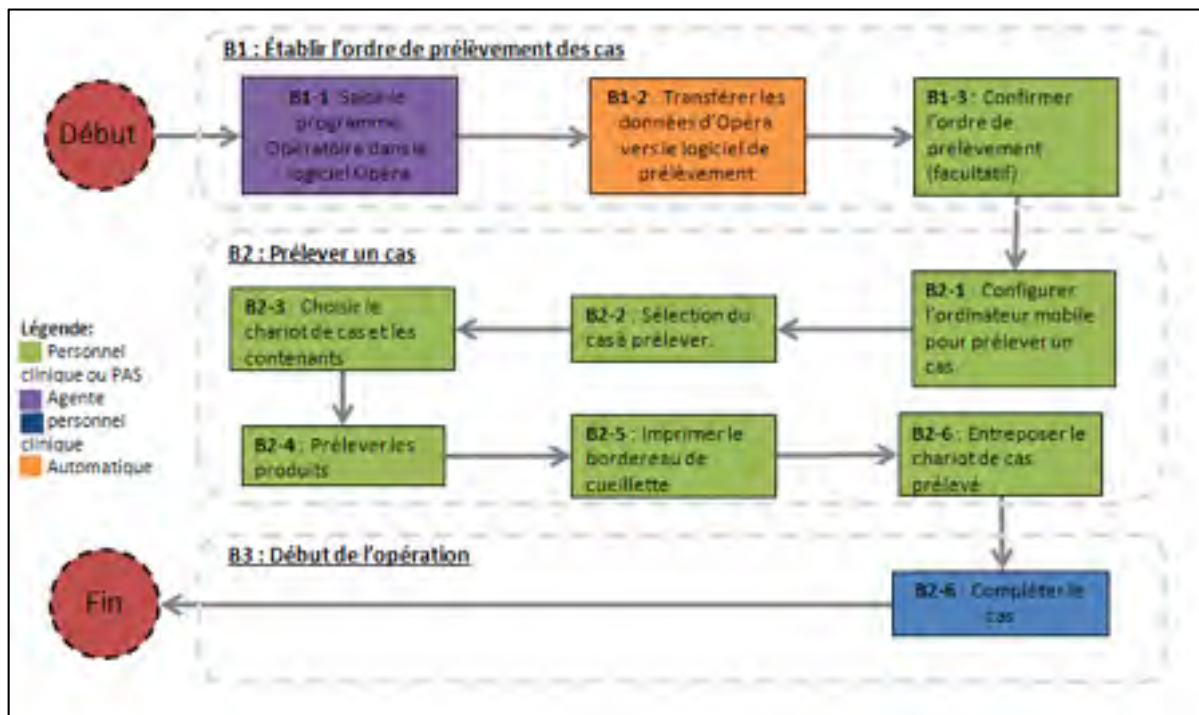 B1 : Établir l'ordre de prélèvement des cas
Début
B1-1 Saisir le
programme
Opératoire dans le
logiciel Opéra
B1-2 : Transférer les
données d'Opéra
vers le logiciel de
prélèvement
B1-3 : Confirmer
l'ordre de
prelèvement
(facultatif)
B2 : Prélever un cas
B2-3 : Choisir le
chariot de cas et les
contenants
B2-2 : Sélection du
cas à prélever.
B2-1 : Configurer
l'ordinateur mobile
pour prélever un
cas
Légende:
Personnel
clinique ou PAS
Agente
personnel
clinique
Automatique
B2-4 : Prélever les
produits
B2-5 : Imprimer le
bordereau de
cueillette
B2-6 : Entreposer le
chariot de cas
prélevé
B3 : Début de l'opération
Fin
B2-6 : Compléter le
cas